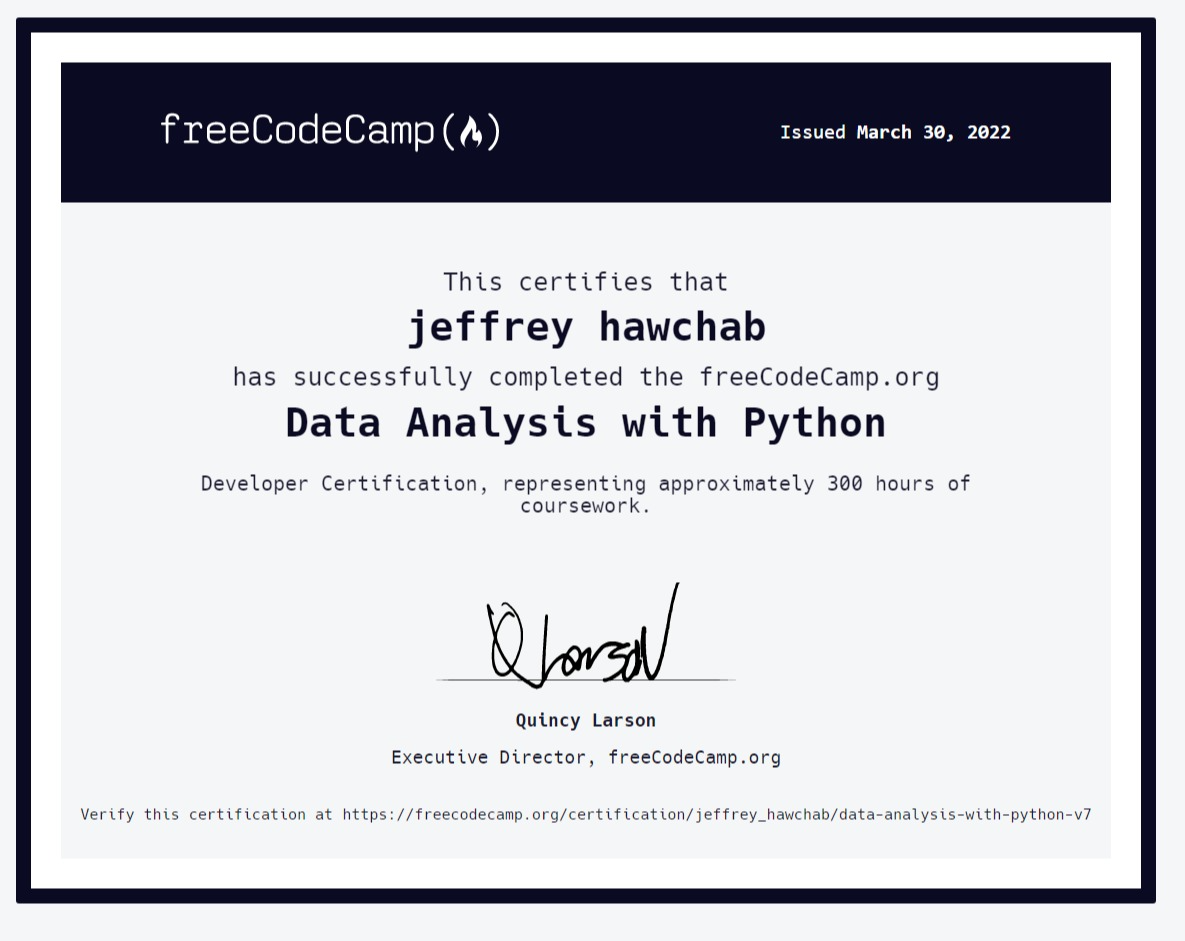 freeCodeCamp(🔥)
Issued March 30, 2022
This certifies that
jeffrey hawchab
has successfully completed the freeCodeCamp.org
Data Analysis with Python
Developer Certification, representing approximately 300 hours of
coursework.
Q Larson
Quincy Larson
Executive Director, freeCodeCamp.org
Verify this certification at https://freecodecamp.org/certification/jeffrey_hawchab/data-analysis-with-python-v7